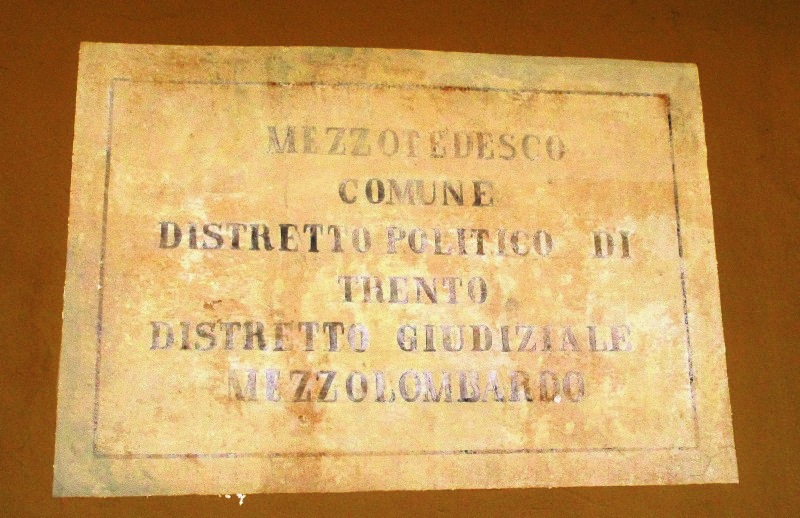 MEZZOTEDESCO
COMUNE
DISTRETTO POLITICO DI
TRENTO
DISTRETTO GIUDIZIALE
MEZZOLOMBARDO